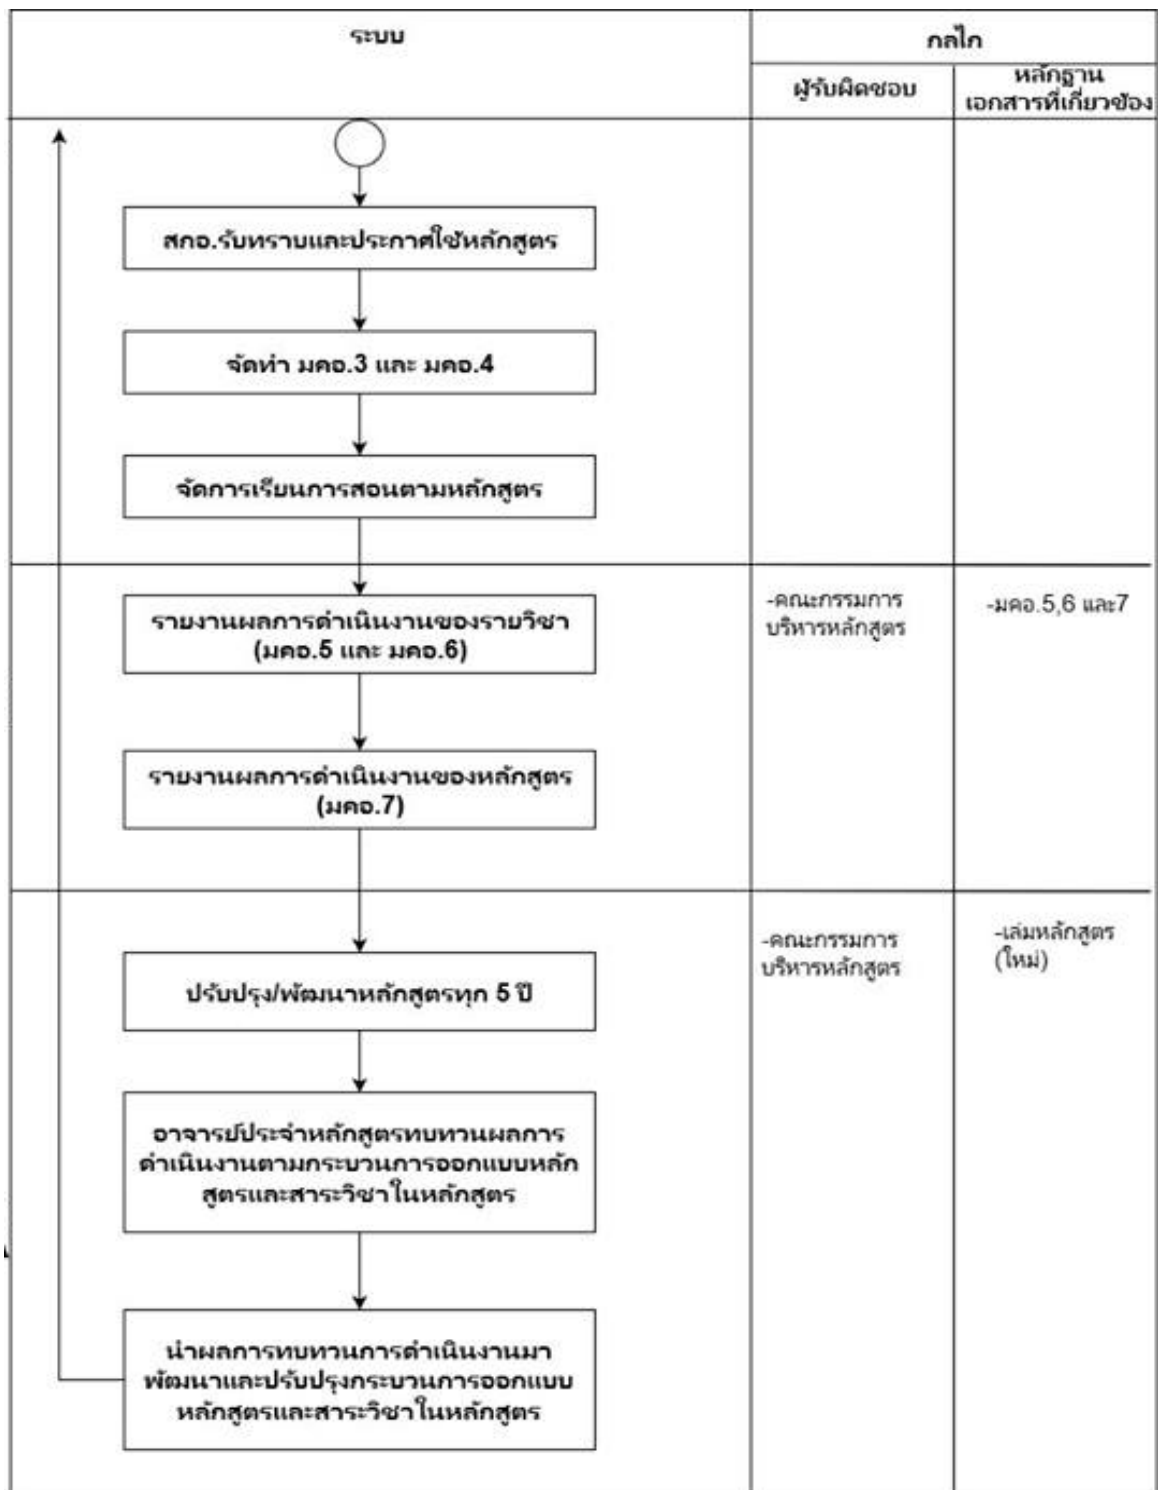 ระบบ
กลไก
ผู้รับผิดชอบ
หลักฐาน
เอกสารที่เกี่ยวข้อง
สกอ.รับทราบและประกาศใช้หลักสูตร
จัดทำ มคอ.3 และ มคอ.4
จัดการเรียนการสอนตามหลักสูตร
รายงานผลการดำเนินงานของรายวิชา
(มคอ.5 และ มคอ.6)
-คณะกรรมการ
บริหารหลักสูตร
-มคอ.5,6 และ7
รายงานผลการดำเนินงานของหลักสูตร
(มคอ.7)
ปรับปรุง/พัฒนาหลักสูตรทุก 5 ปี
-คณะกรรมการ
บริหารหลักสูตร
-เล่มหลักสูตร
(ใหม่)
อาจารย์ประจำหลักสูตรทบทวนผลการ
ดำเนินงานตามกระบวนการออกแบบหลัก
สูตรและสาระวิชาในหลักสูตร
นำผลการทบทวนการดำเนินงานมา
พัฒนาและปรับปรุงกระบวนการออกแบบ
หลักสูตรและสาระวิชาในหลักสูตร